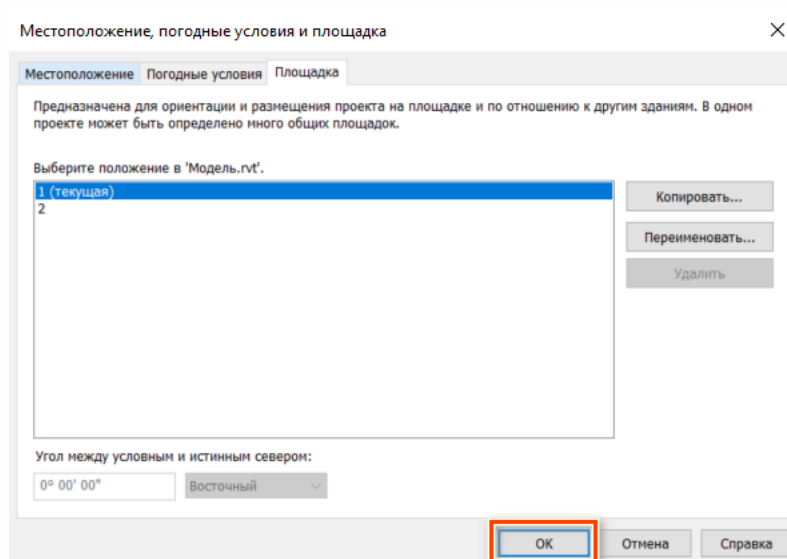 Местоположение, погодные условия и площадка
Местоположение Погодные условия Площадка
Предназначена для ориентации и размещения проекта на площадке и по отношению к другим зданиям. В одном
проекте может быть определено много общих площадок.
Выберите положение в 'Модель.rvt'.
1 (текущая)
2
Копировать...
Переименовать...
Удалить
Угол между условным и истинным севером:
0° 00' 00"
Восточный
ОК
Отмена
Справка